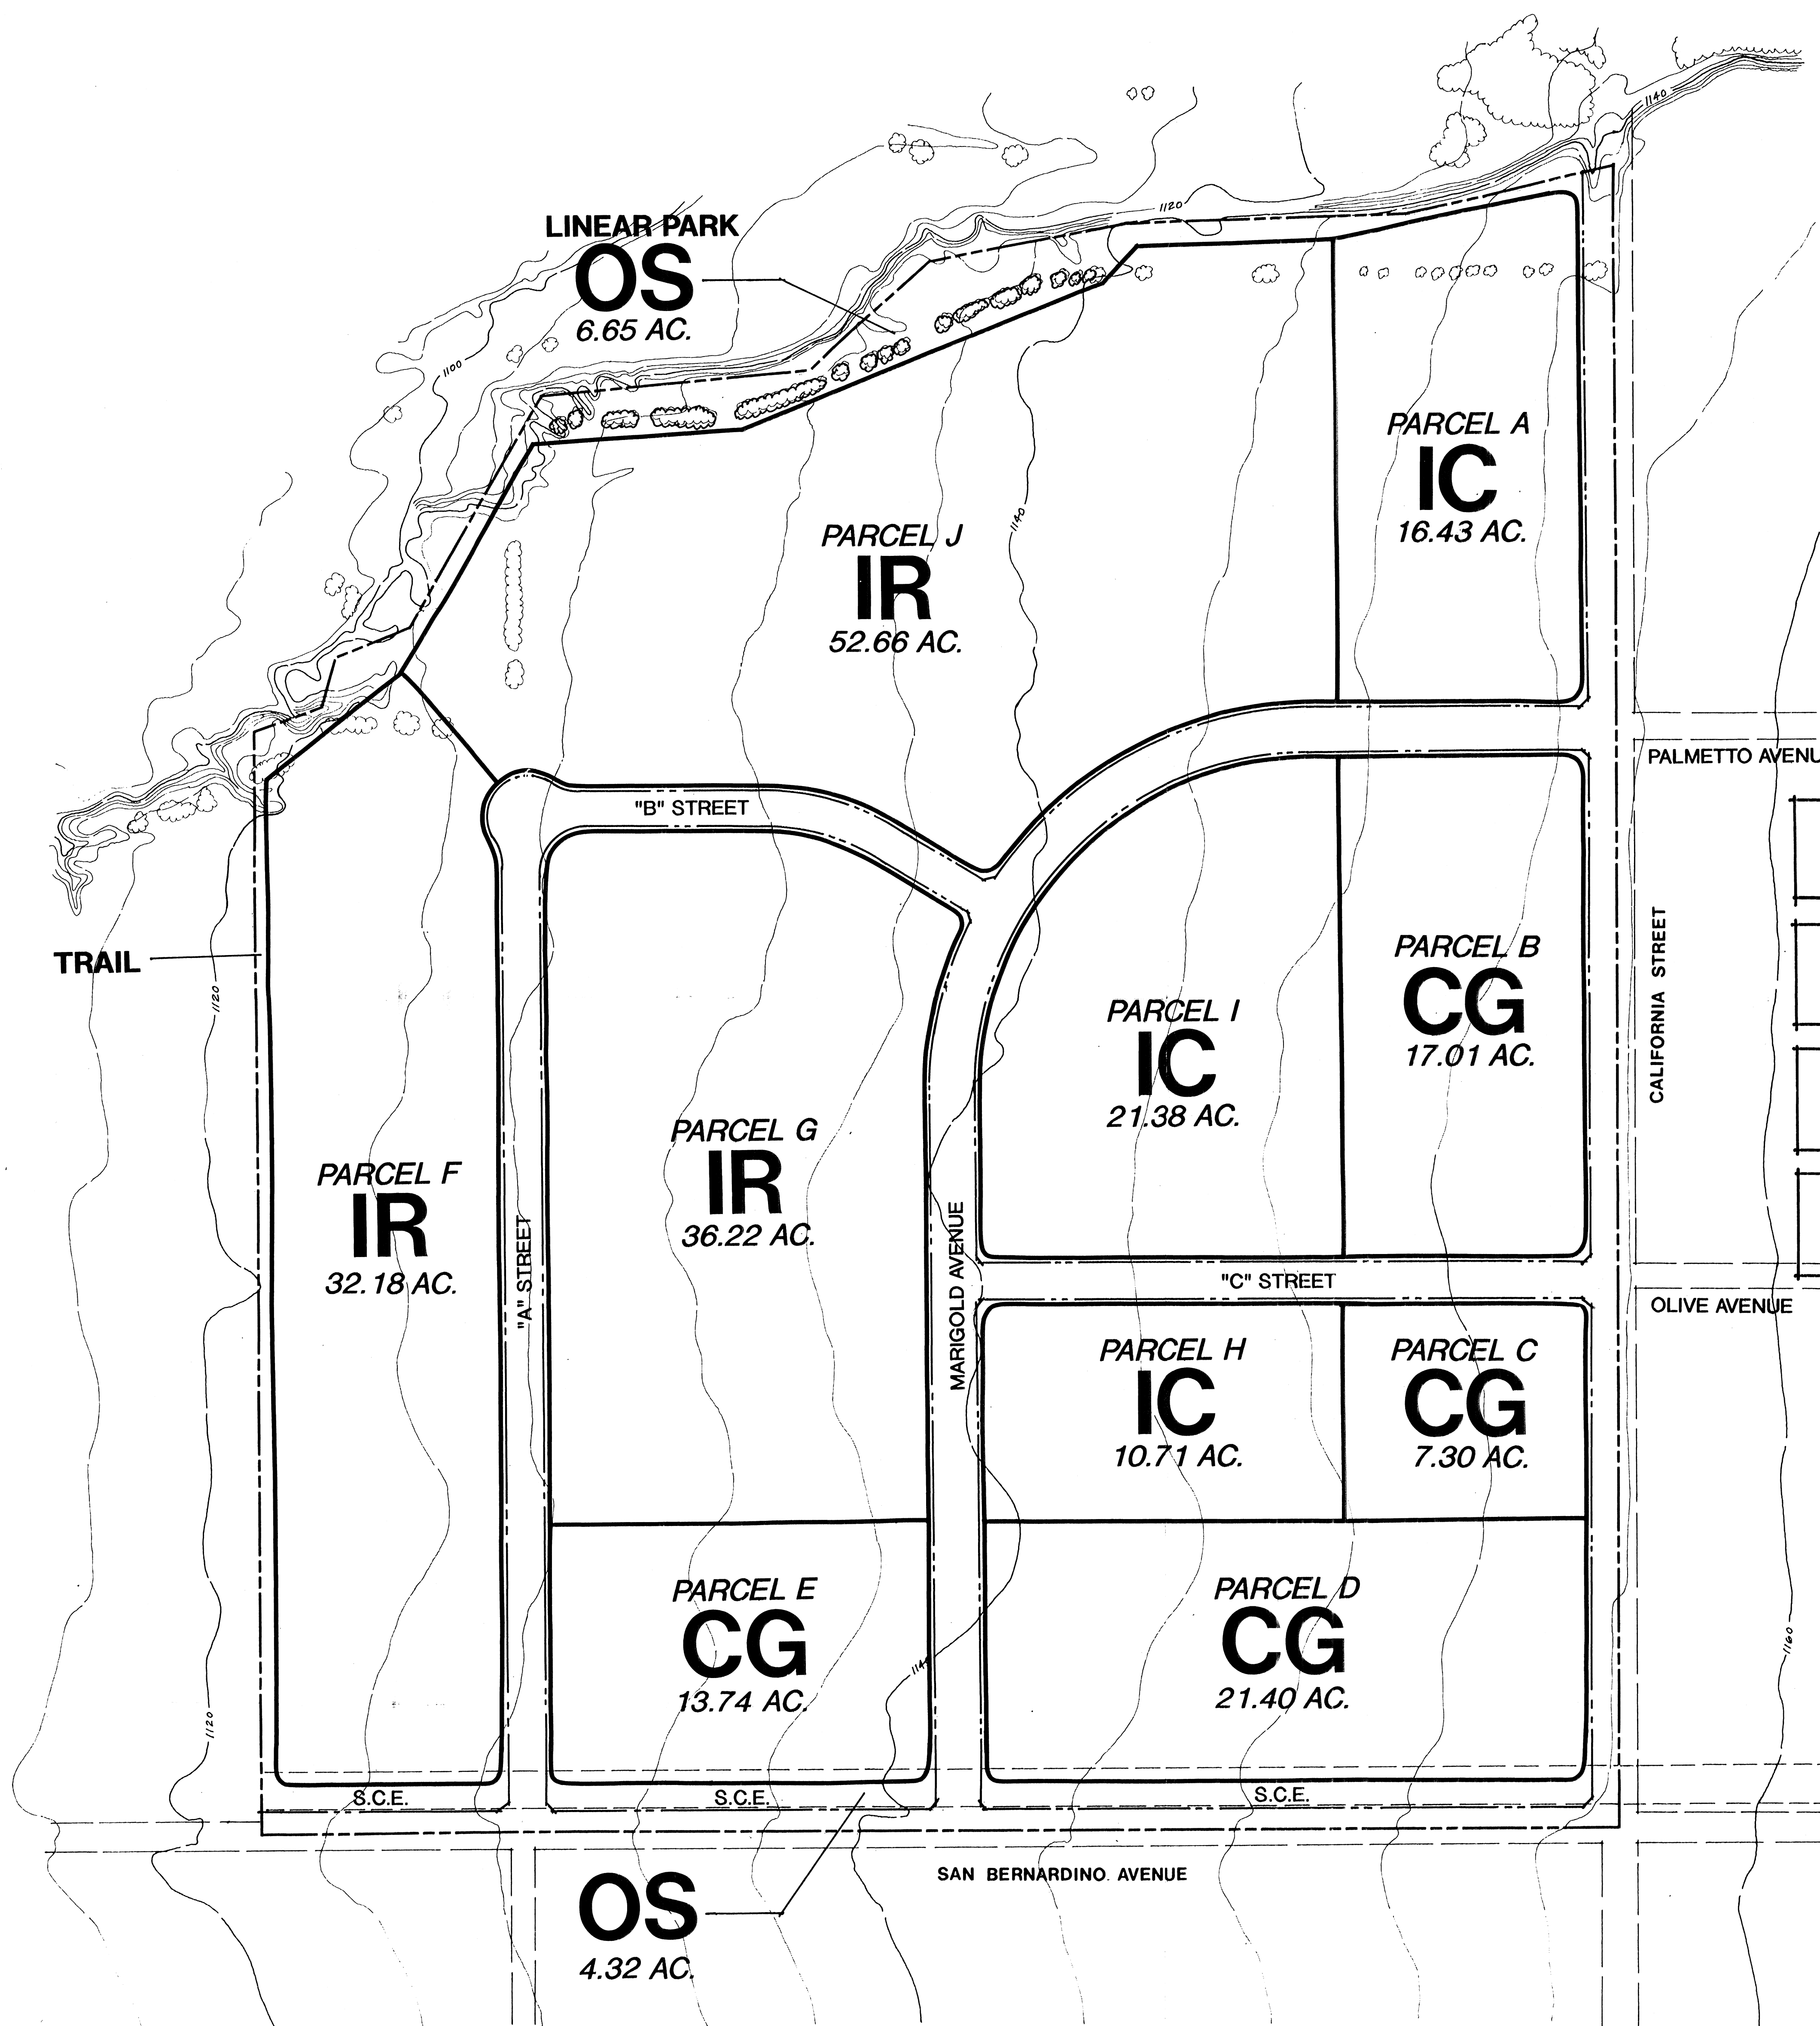 1140
1120
LINEAR PARK
OS
6.65 AC.
1100
PARCEL A
IC
16.43 AC.
PARCEL J
IR
52.66 AC.
1140
PALMETTO AVENU
"B" STREET
CALIFORNIA STREET
TRAIL
1120
PARCEL B
CG
17.01 AC.
PARCEL I
IC
21.38 AC.
PARCEL G
IR
36.22 AC.
PARCEL F
IR
32.18 AC.
"A" STREET
MARIGOLD AVENUE
"C" STREET
OLIVE AVENUE
PARCEL H
IC
10.71 AC.
PARCEL C
CG
7.30 AC.
PARCEL E
CG
13.74 AC.
PARCEL D
CG
21.40 AC.
1140
1160
1120
S.C.E.
S.C.E.
S.C.E.
SAN BERNARDINO AVENUE
OS
4.32 AC.